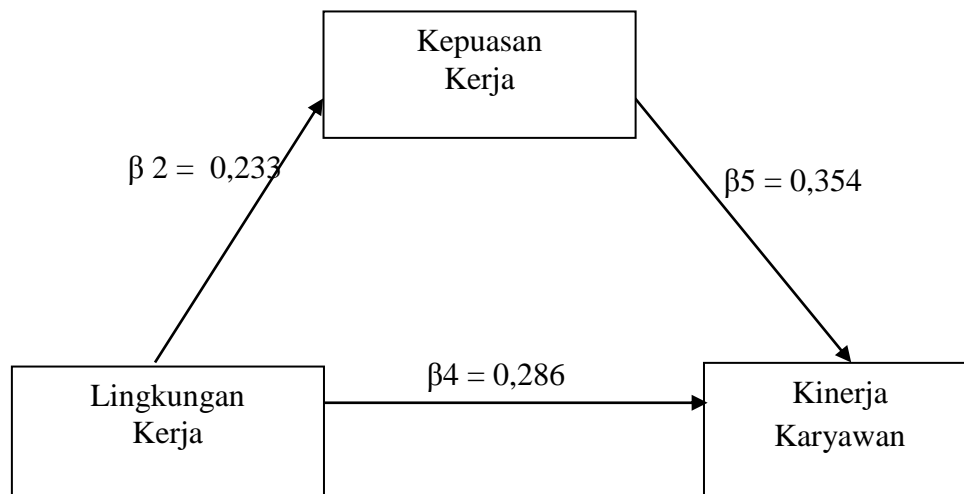 Kepuasan
Kerja
β 2 =  0,233
β5 = 0,354
β4 = 0,286
Lingkungan
Kerja
Kinerja
Karyawan